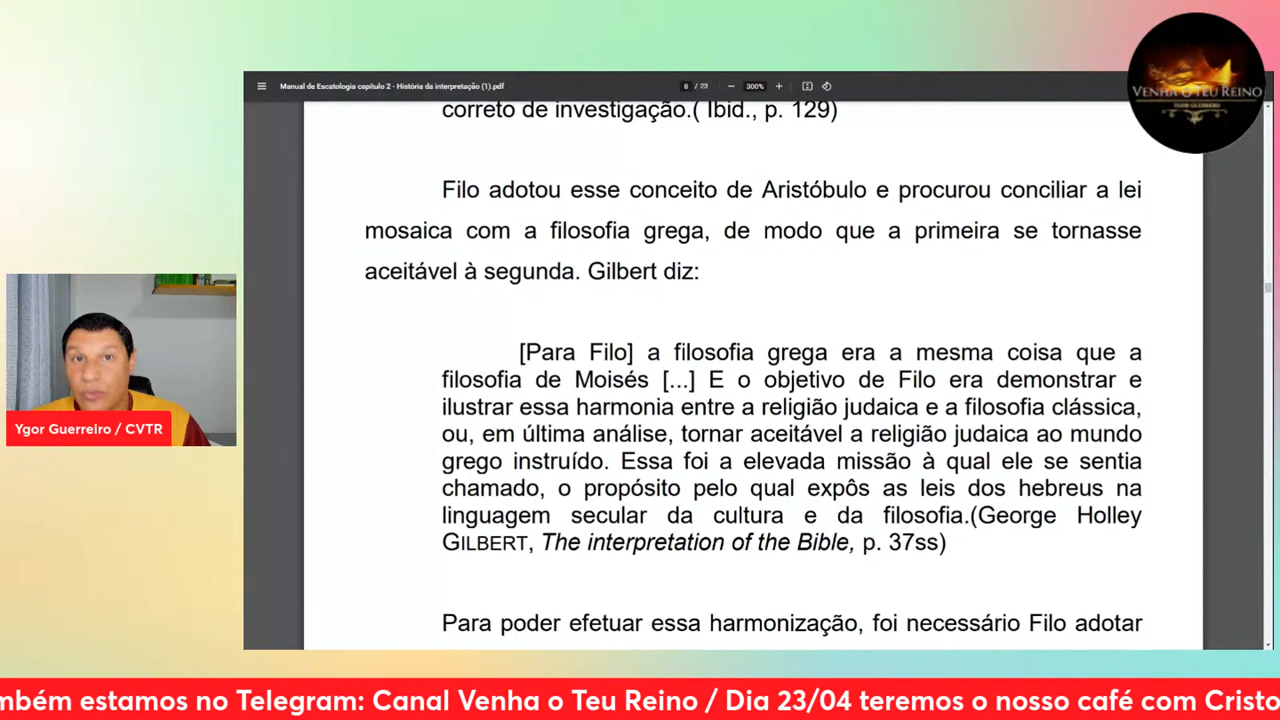 VENHA O TEU REINO
YGOR GUERREIRO
Manual de Escatologia capítulo 2 - História da interpretação (1).pdf
8 / 23
300%
correto de investigação.( Ibid., p. 129)
Filo adotou esse conceito de Aristóbulo e procurou conciliar a lei
mosaica com a filosofia grega, de modo que a primeira se tornasse
aceitável à segunda. Gilbert diz:
[Para Filo] a filosofia grega era a mesma coisa que a
filosofia de Moisés [...] E o objetivo de Filo era demonstrar e
ilustrar essa harmonia entre a religião judaica e a filosofia clássica,
ou, em última análise, tornar aceitável a religião judaica ao mundo
grego instruído. Essa foi a elevada missão à qual ele se sentia
chamado, o propósito pelo qual expôs as leis dos hebreus na
linguagem secular da cultura e da filosofia.(George Holley
GILBERT, The interpretation of the Bible, p. 37ss)
Para poder efetuar essa harmonização, foi necessário Filo adotar
Ygor Guerreiro / CVTR
mbém estamos no Telegram: Canal Venha o Teu Reino / Dia 23/04 teremos o nosso café com Cristo